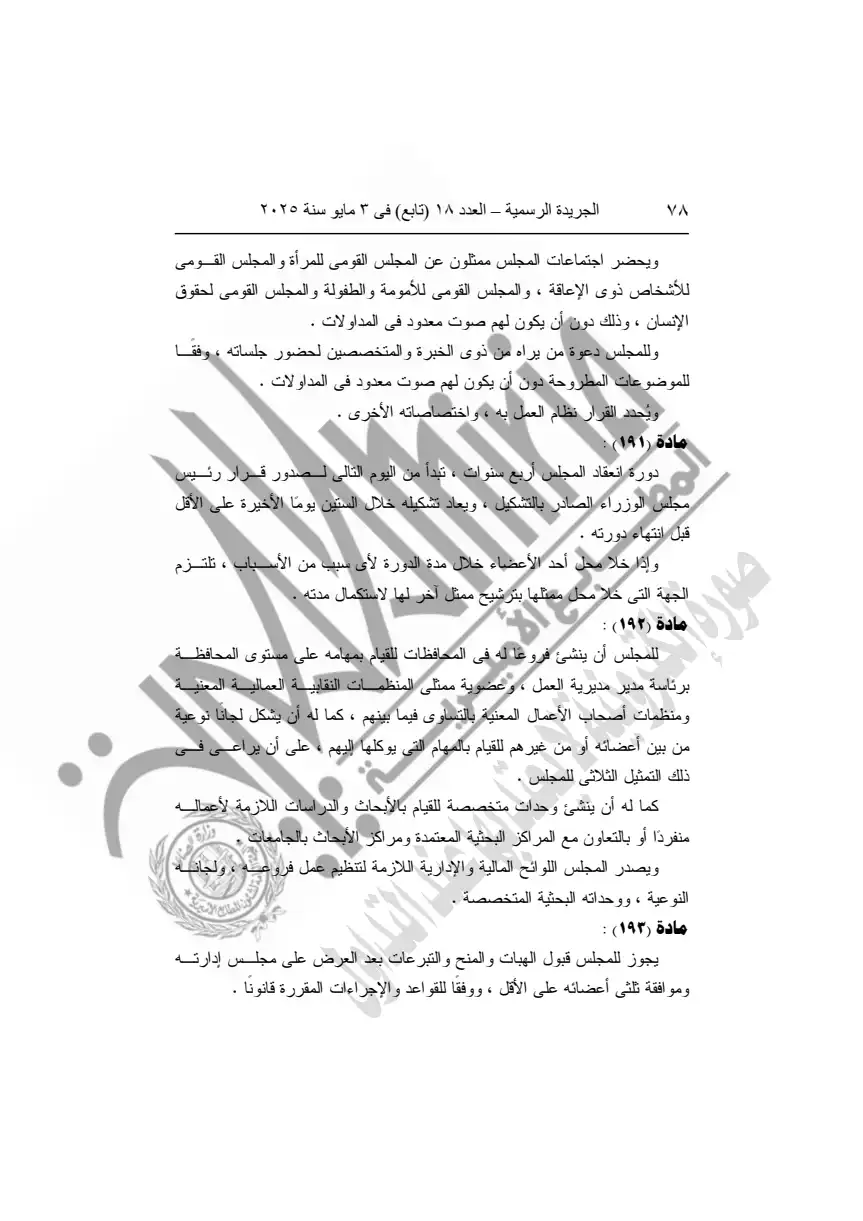 ٧٨ الجريدة الرسمية – العدد ١٨ (تابع) فى ٣ مايو سنة ٢٠٢٥
ويحضر اجتماعات المجلس ممثلون عن المجلس القومى للمرأة والمجلس القومى
للأشخاص ذوى الإعاقة ، والمجلس القومى للأمومة والطفولة والمجلس القومى لحقوق
الإنسان ، وذلك دون أن يكون لهم صوت معدود فى المداولات .
وللمجلس دعوة من يراه من ذوى الخبرة والمتخصصين لحضور جلساته ، وفقًا
للموضوعات المطروحة دون أن يكون لهم صوت معدود فى المداولات .
ويُحدد القرار نظام العمل به ، واختصاصاته الأخرى .
مادة (١٩١) :
دورة انعقاد المجلس أربع سنوات ، تبدأ من اليوم التالى لصدور قرار رئيس
مجلس الوزراء الصادر بالتشكيل ، ويعاد تشكيله خلال الستين يومًا الأخيرة على الأقل
قبل انتهاء دورته .
وإذا خلا محل أحد الأعضاء خلال مدة الدورة لأى سبب من الأسباب ، تلتزم
الجهة التى خلا محل ممثلها بترشيح ممثل آخر لها لاستكمال مدته .
مادة (١٩٢) :
للمجلس أن ينشئ فروعًا له فى المحافظات للقيام بمهامه على مستوى المحافظة
برئاسة مدير مديرية العمل ، وعضوية ممثلى المنظمات النقابية العمالية المعنية
ومنظمات أصحاب الأعمال المعنية بالتساوى فيما بينهم ، كما له أن يشكل لجانًا نوعية
من بين أعضائه أو من غيرهم للقيام بالمهام التى يوكلها إليهم ، على أن يراعى فى
ذلك التمثيل الثلاثى للمجلس .
كما له أن ينشئ وحدات متخصصة للقيام بالأبحاث والدراسات اللازمة لأعماله
منفردًا أو بالتعاون مع المراكز البحثية المعتمدة ومراكز الأبحاث بالجامعات .
ويصدر المجلس اللوائح المالية والإدارية اللازمة لتنظيم عمل فروعه ، ولجانه
النوعية ، ووحداته البحثية المتخصصة .
مادة (١٩٣) :
يجوز للمجلس قبول الهبات والمنح والتبرعات بعد العرض على مجلس إدارته
وموافقة ثلثى أعضائه على الأقل ، ووفقًا للقواعد والإجراءات المقررة قانونًا .